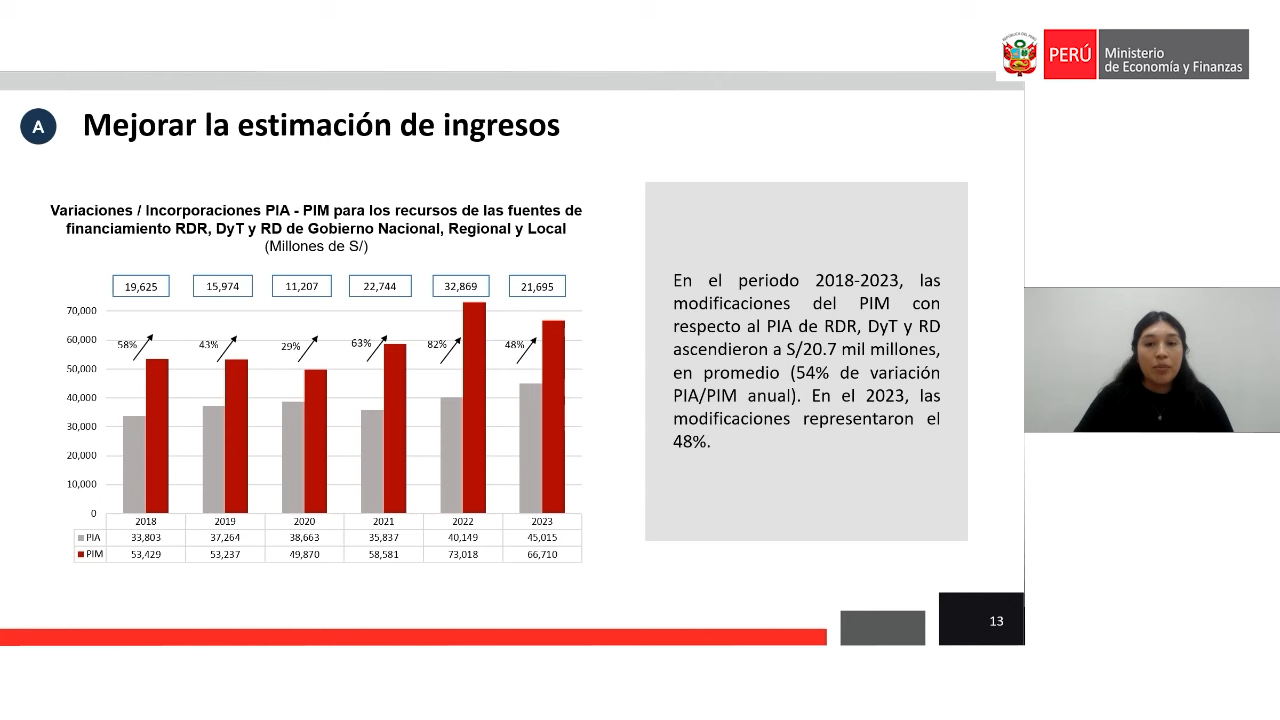 REPÚBLICA DEL PERÚ
PERÚ
Ministerio
de Economía y Finanzas
A
Mejorar la estimación de ingresos
Variaciones / Incorporaciones PIA - PIM para los recursos de las fuentes de
financiamiento RDR, DyT y RD de Gobierno Nacional, Regional y Local
(Millones de S/)
19,625 15,974 11,207 22,744 32,869 21,695
70,000
60,000
50,000
40,000
30,000
20,000
10,000
0
58% 43% 29% 63% 82% 48%
2018 2019 2020 2021 2022 2023
PIA 33,803 37,264 38,663 35,837 40,149 45,015
PIM 53,429 53,237 49,870 58,581 73,018 66,710
En el periodo 2018-2023, las
modificaciones del PIM con
respecto al PIA de RDR, DyT y RD
ascendieron a S/20.7 mil millones,
en promedio (54% de variación
PIA/PIM anual). En el 2023, las
modificaciones representaron el
48%.
13